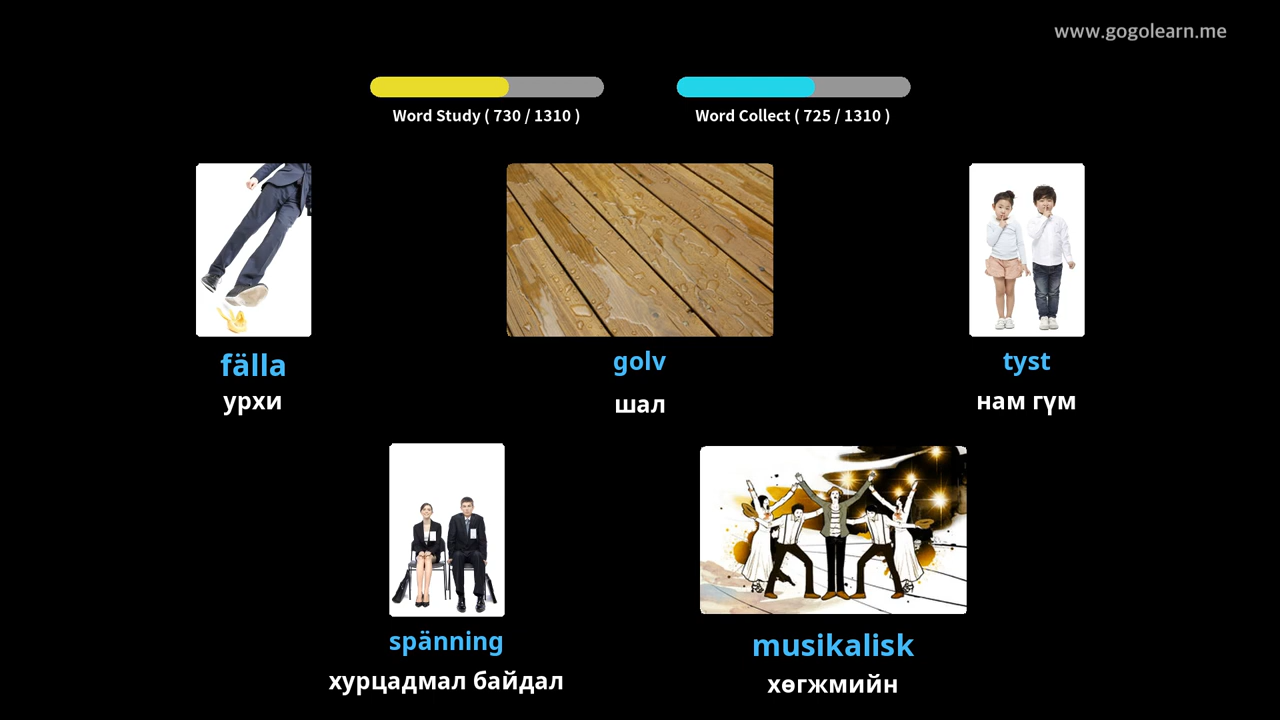 www.gogolearn.me
Word Study ( 730 / 1310 )
Word Collect ( 725 / 1310 )
fälla
урхи
golv
шал
tyst
нам гүм
spänning
хурцадмал байдал
musikalisk
хөгжмийн